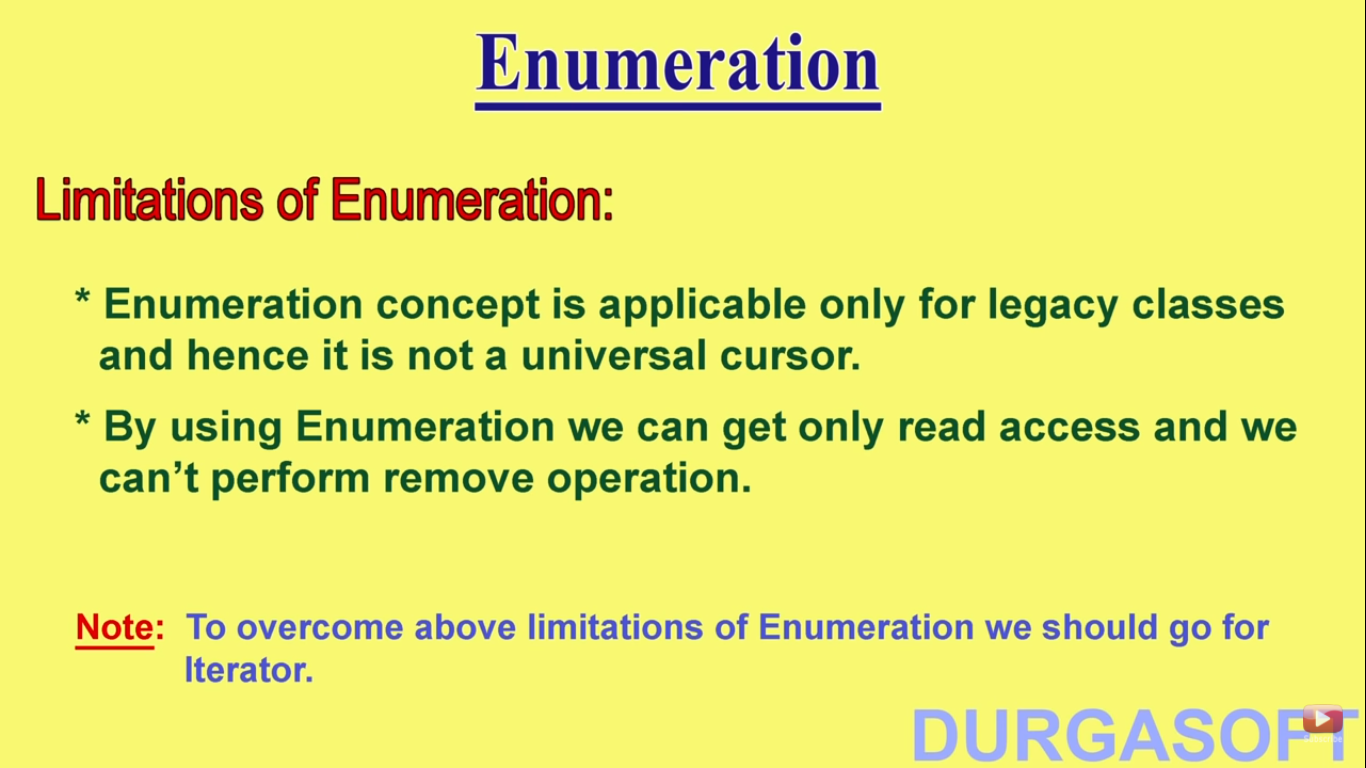 Enumeration
Limitations of Enumeration:
* Enumeration concept is applicable only for legacy classes
and hence it is not a universal cursor.
* By using Enumeration we can get only read access and we
can’t perform remove operation.
Note: To overcome above limitations of Enumeration we should go for
Iterator.
DURGASOFT
Subscribe